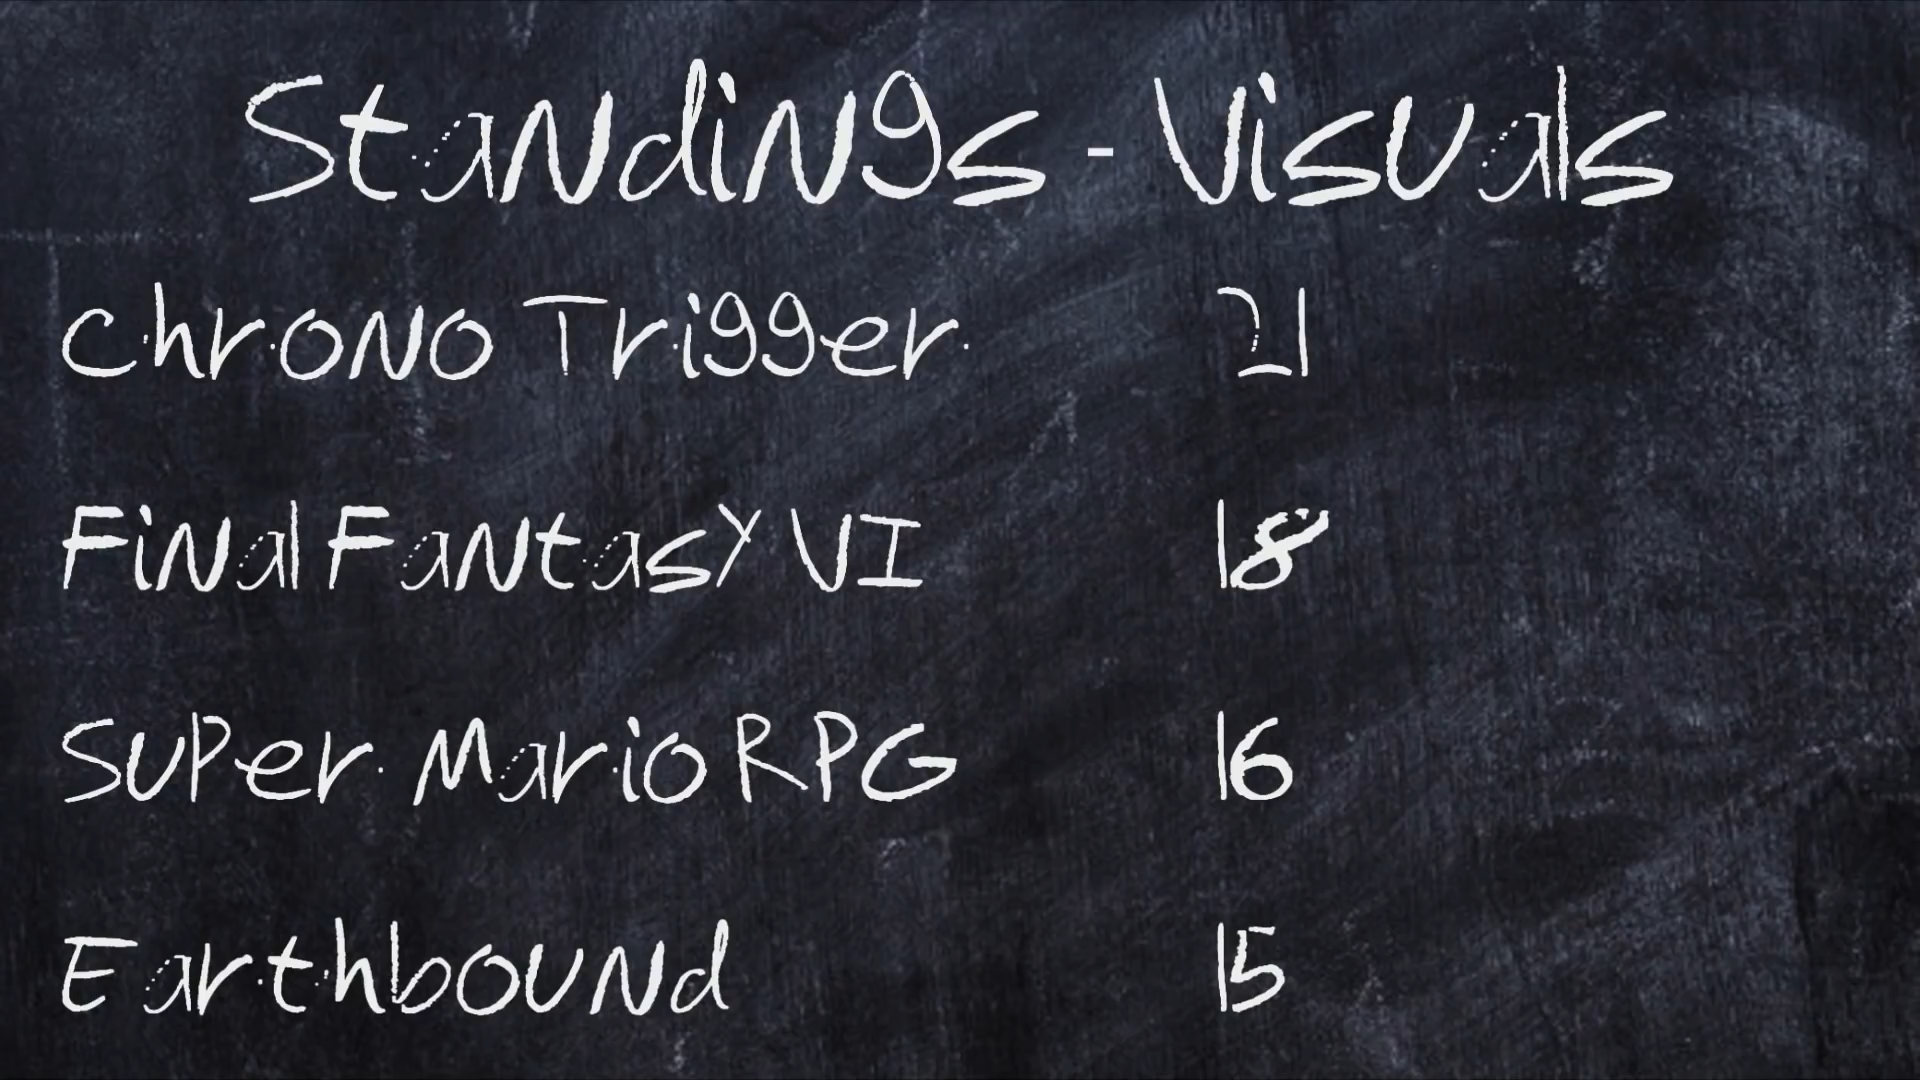 Standings - Visuals
Chrono Trigger 21
Final Fantasy VI 18
Super Mario RPG 16
Earthbound 15